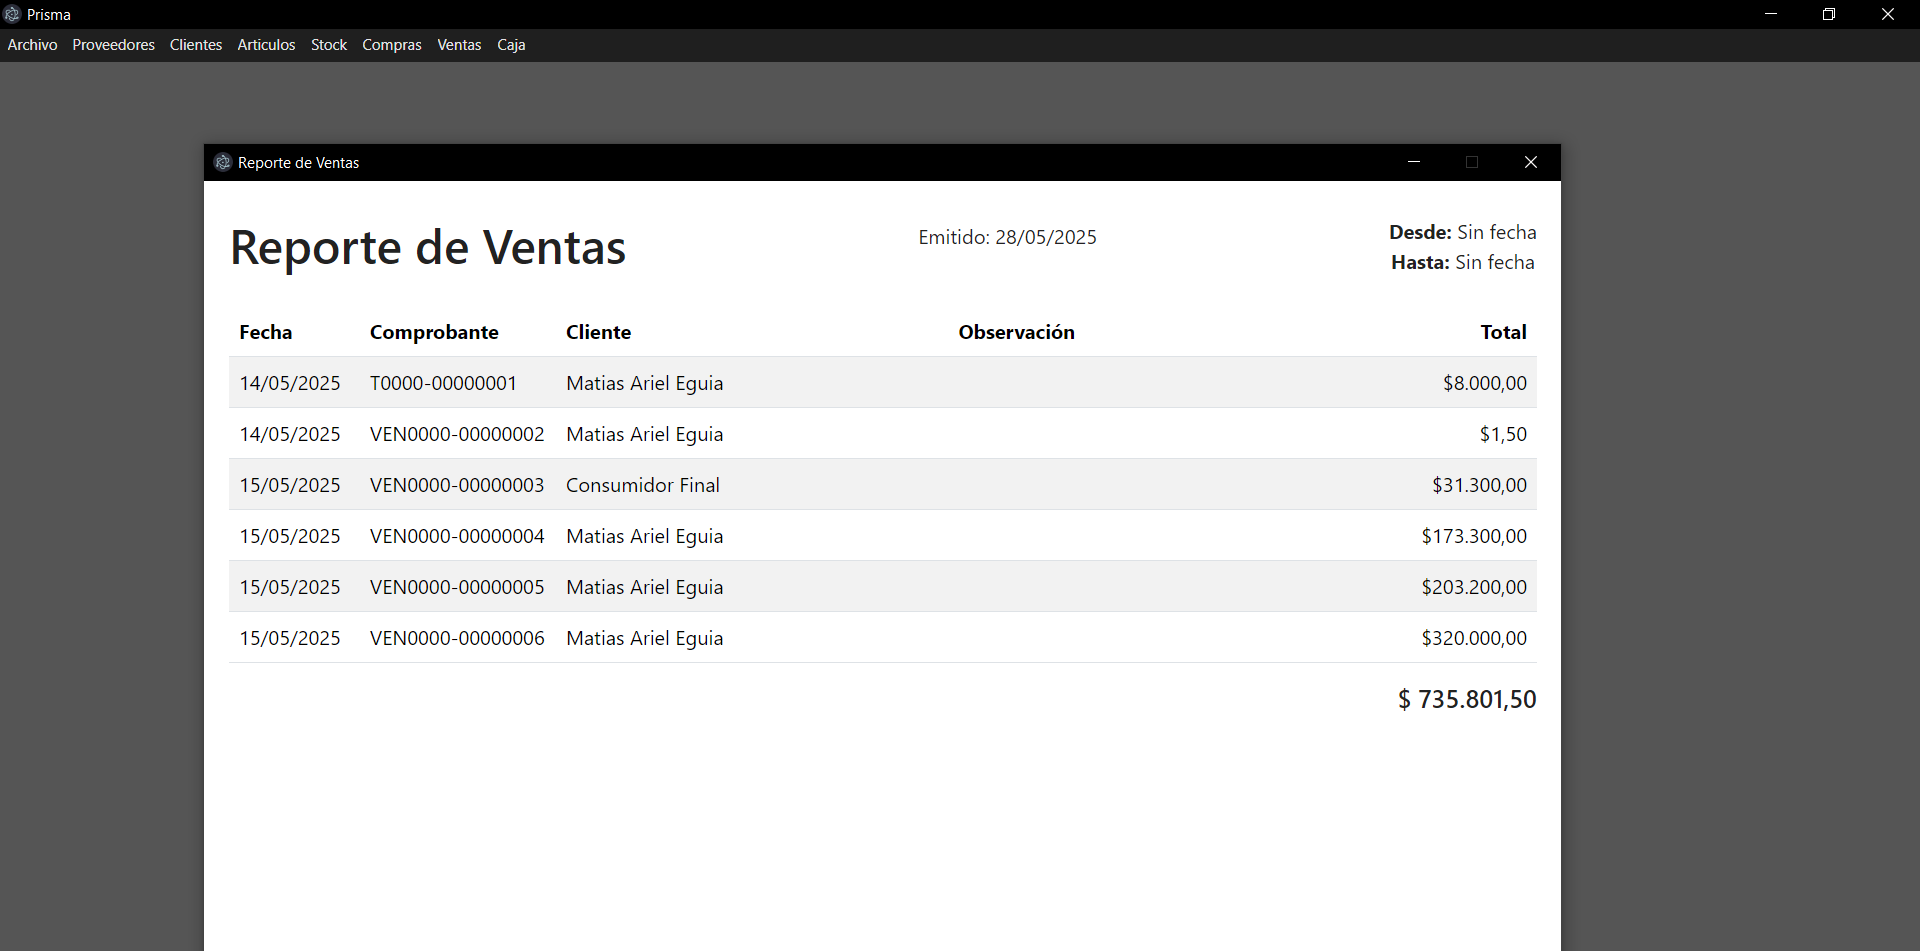 Prisma
Archivo Proveedores Clientes Articulos Stock Compras Ventas Caja
Reporte de Ventas
Reporte de Ventas
Emitido: 28/05/2025
Desde: Sin fecha
Hasta: Sin fecha
Fecha Comprobante Cliente Observación Total
14/05/2025 T0000-00000001 Matias Ariel Eguia $8.000,00
14/05/2025 VEN0000-00000002 Matias Ariel Eguia $1,50
15/05/2025 VEN0000-00000003 Consumidor Final $31.300,00
15/05/2025 VEN0000-00000004 Matias Ariel Eguia $173.300,00
15/05/2025 VEN0000-00000005 Matias Ariel Eguia $203.200,00
15/05/2025 VEN0000-00000006 Matias Ariel Eguia $320.000,00
$ 735.801,50